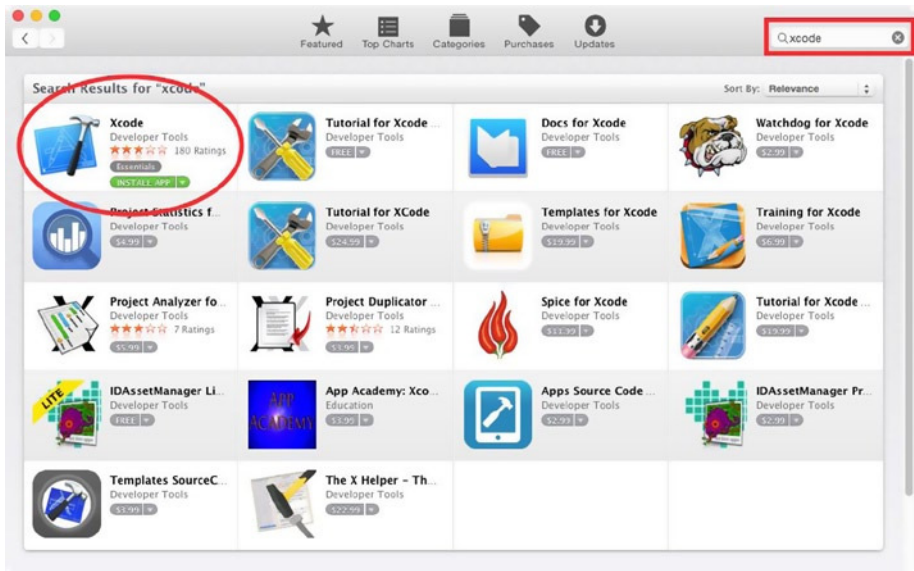 Featured
Top Charts
Categories
Purchases
Updates
xcode
Search Results for “xcode”
Sort By: Relevance
Xcode
Developer Tools
180 Ratings
Essentials
INSTALL APP
Tutorial for Xcode ...
Developer Tools
FREE
Docs for Xcode
Developer Tools
FREE
Watchdog for Xcode
Developer Tools
$2.99
Project Statistics f...
Developer Tools
$4.99
Tutorial for XCode
Developer Tools
$24.99
Templates for Xcode
Developer Tools
$19.99
Training for Xcode
Developer Tools
$6.99
Project Analyzer fo...
Developer Tools
7 Ratings
$5.99
Project Duplicator ...
Developer Tools
12 Ratings
$3.99
Spice for Xcode
Developer Tools
$11.99
Tutorial for Xcode ...
Developer Tools
$19.99
LITE
IDAssetManager Li...
Developer Tools
FREE
APP
ACADEMY
App Academy: Xco...
Education
$3.99
Apps Source Code ...
Developer Tools
$2.99
IDAssetManager Pr...
Developer Tools
$2.99
Templates SourceC...
Developer Tools
$3.99
The X Helper – Th...
Developer Tools
$22.99